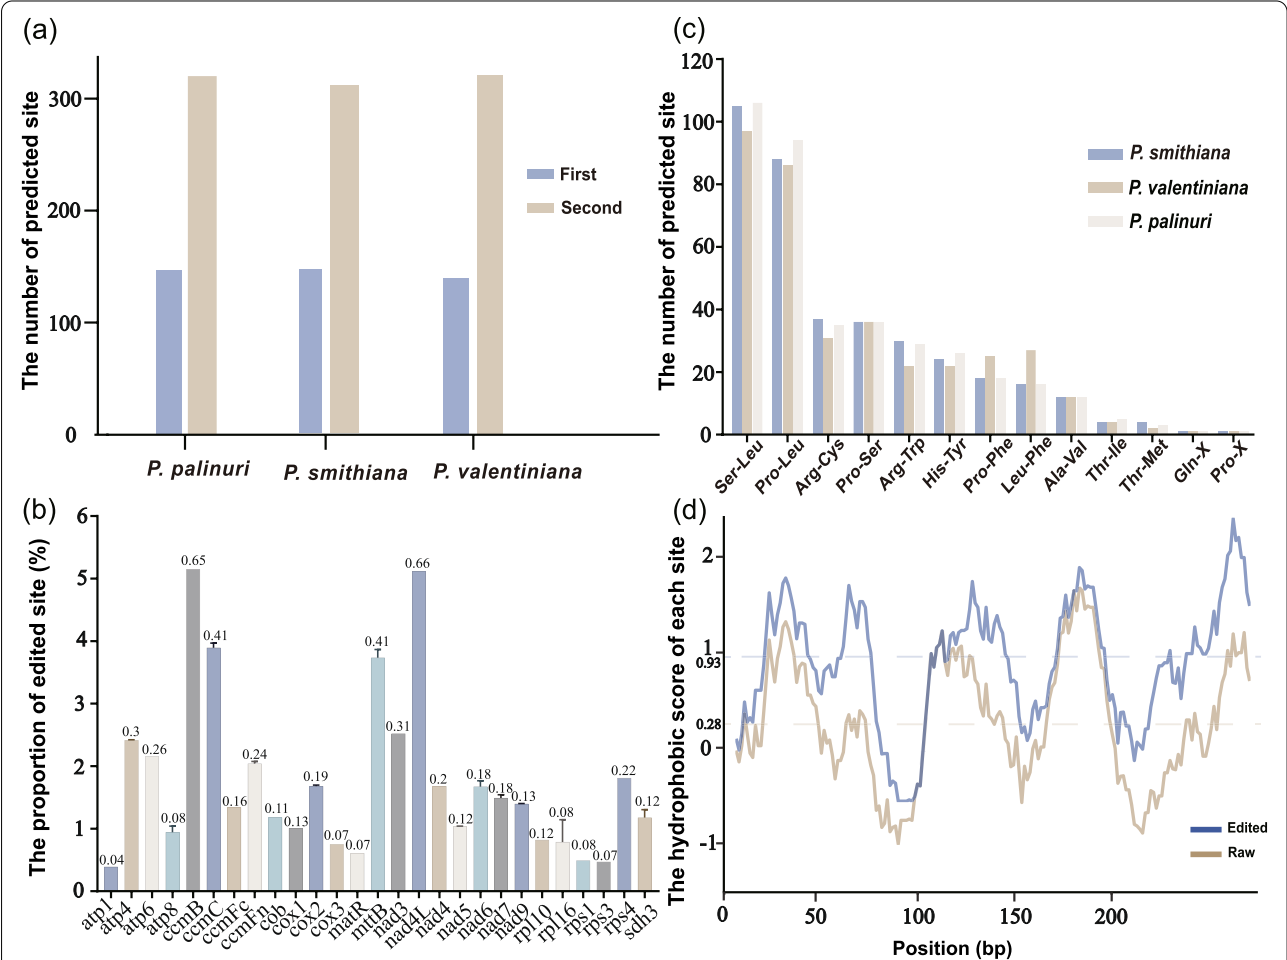 (a)
The number of predicted site
300
200
100
0
First
Second
P. palinuri
P. smithiana
P. valentiniana
(c)
The number of predicted site
120
100
80
60
40
20
0
P. smithiana
P. valentiniana
P. palinuri
Ser-Leu
Pro-Leu
Arg-Cys
Pro-Ser
Arg-Trp
His-Tyr
Pro-Phe
Leu-Phe
Ala-Val
Thr-Ile
Thr-Met
Gln-X
Pro-X
(b)
The proportion of edited site (%)
6
5
4
3
2
1
0
0.04
0.3
0.26
0.08
0.65
0.41
0.16
0.24
0.11
0.13
0.19
0.07
0.07
0.41
0.31
0.66
0.2
0.12
0.18
0.18
0.13
0.12
0.08
0.08
0.07
0.22
0.12
atp1
atp4
atp6
atp8
ccmB
ccmC
ccmFc
ccmFn
cob
cox1
cox2
cox3
matR
mttB
nad3
nad4L
nad4
nad5
nad6
nad7
nad9
rpl10
rpl16
rps1
rps3
rps4
sdh3
(d)
The hydrophobic score of each site
2
1
0.93
0.28
0
-1
Edited
Raw
0
50
100
150
200
Position (bp)